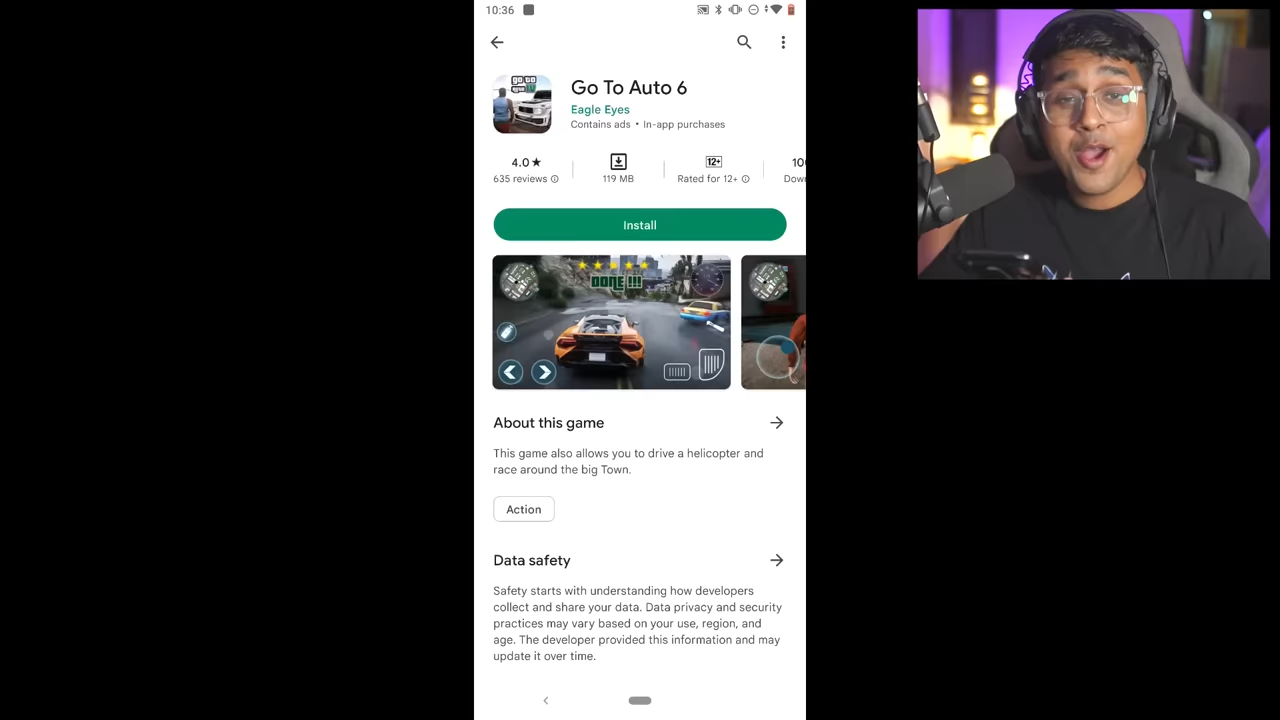 10:36
Go To Auto 6
Eagle Eyes
Contains ads • In-app purchases
4.0 ★
635 reviews
119 MB
12+
Rated for 12+
10
Dow
Install
DONE !!!
About this game
This game also allows you to drive a helicopter and
race around the big Town.
Action
Data safety
Safety starts with understanding how developers
collect and share your data. Data privacy and security
practices may vary based on your use, region, and
age. The developer provided this information and may
update it over time.